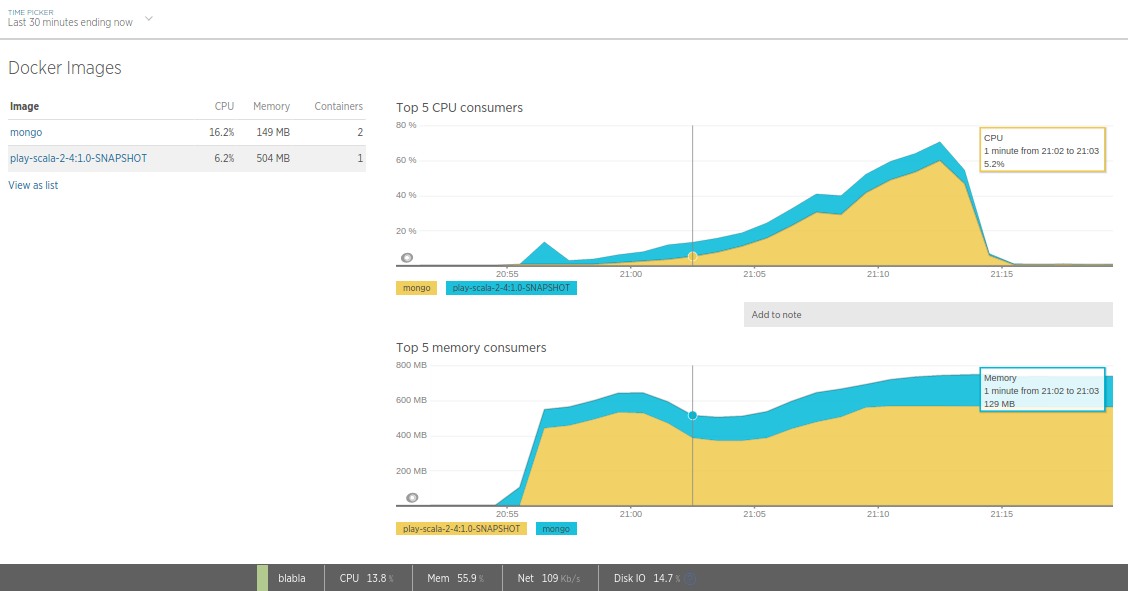 TIME PICKER
Last 30 minutes ending now
Docker Images
Image CPU Memory Containers
mongo 16.2% 149 MB 2
play-scala-2-4:1.0-SNAPSHOT 6.2% 504 MB 1
View as list
Top 5 CPU consumers
80 %
60 %
40 %
20 %
CPU
1 minute from 21:02 to 21:03
5.2%
20:55 21:00 21:05 21:10 21:15
mongo play-scala-2-4:1.0-SNAPSHOT
Add to note
Top 5 memory consumers
800 MB
600 MB
400 MB
200 MB
Memory
1 minute from 21:02 to 21:03
129 MB
20:55 21:00 21:05 21:10 21:15
play-scala-2-4:1.0-SNAPSHOT mongo
blabla CPU 13.8 % Mem 55.9 % Net 109 Kb/s Disk IO 14.7 %